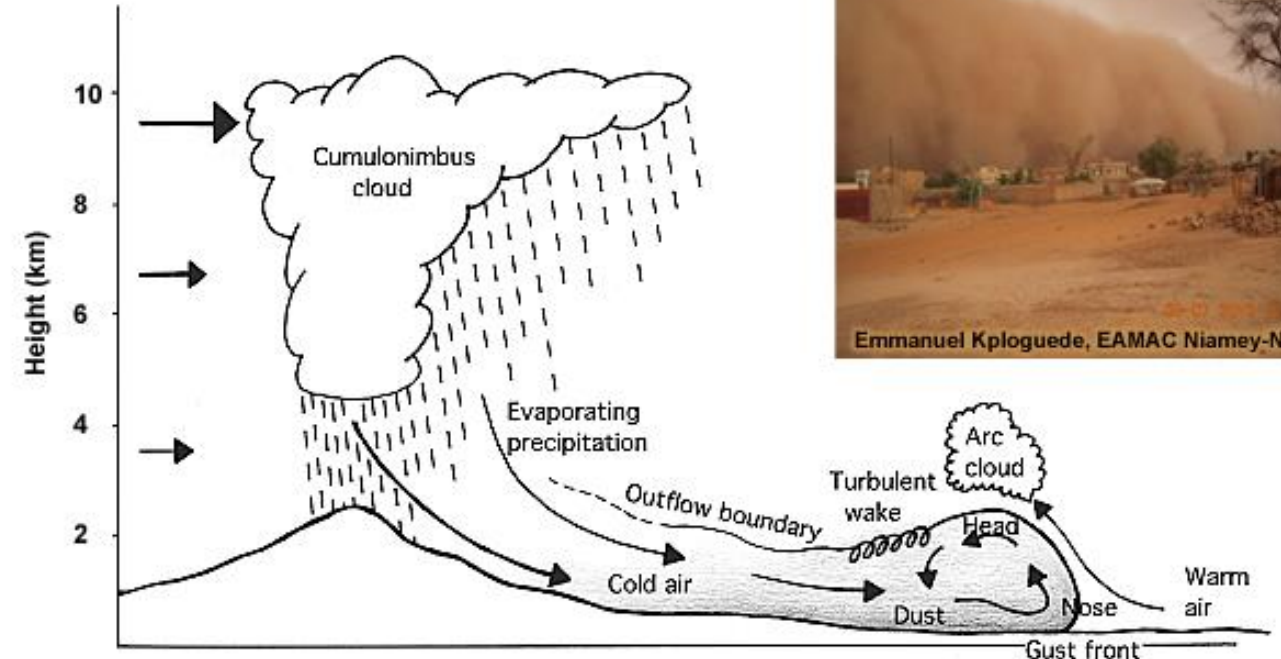 Height (km)
10
8
6
4
2
Cumulonimbus
cloud
Evaporating
precipitation
Outflow boundary
Turbulent
wake
Arc
cloud
Head
Cold air
Dust
Nose
Warm
air
Gust front
Emmanuel Kploguede, EAMAC Niamey-N